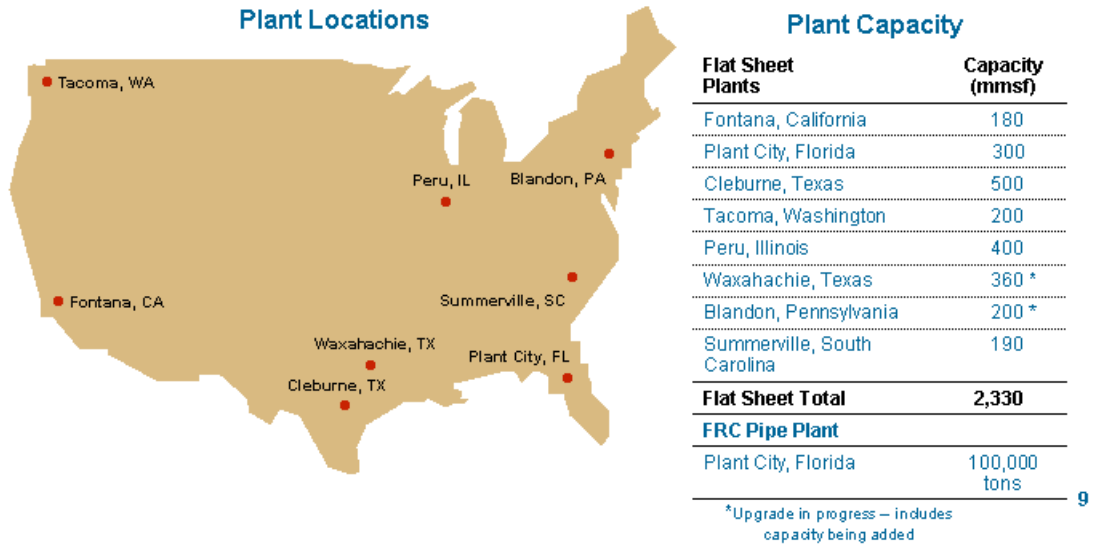 Plant Locations
Tacoma, WA
Peru, IL
Blandon, PA
Fontana, CA
Summerville, SC
Waxahachie, TX
Plant City, FL
Cleburne, TX
Plant Capacity
Flat Sheet Plants Capacity (mmsf)
Fontana, California 180
Plant City, Florida 300
Cleburne, Texas 500
Tacoma, Washington 200
Peru, Illinois 400
Waxahachie, Texas 360 *
Blandon, Pennsylvania 200 *
Summerville, South Carolina 190
Flat Sheet Total 2,330
FRC Pipe Plant
Plant City, Florida 100,000 tons
*Upgrade in progress – includes
capacity being added
9